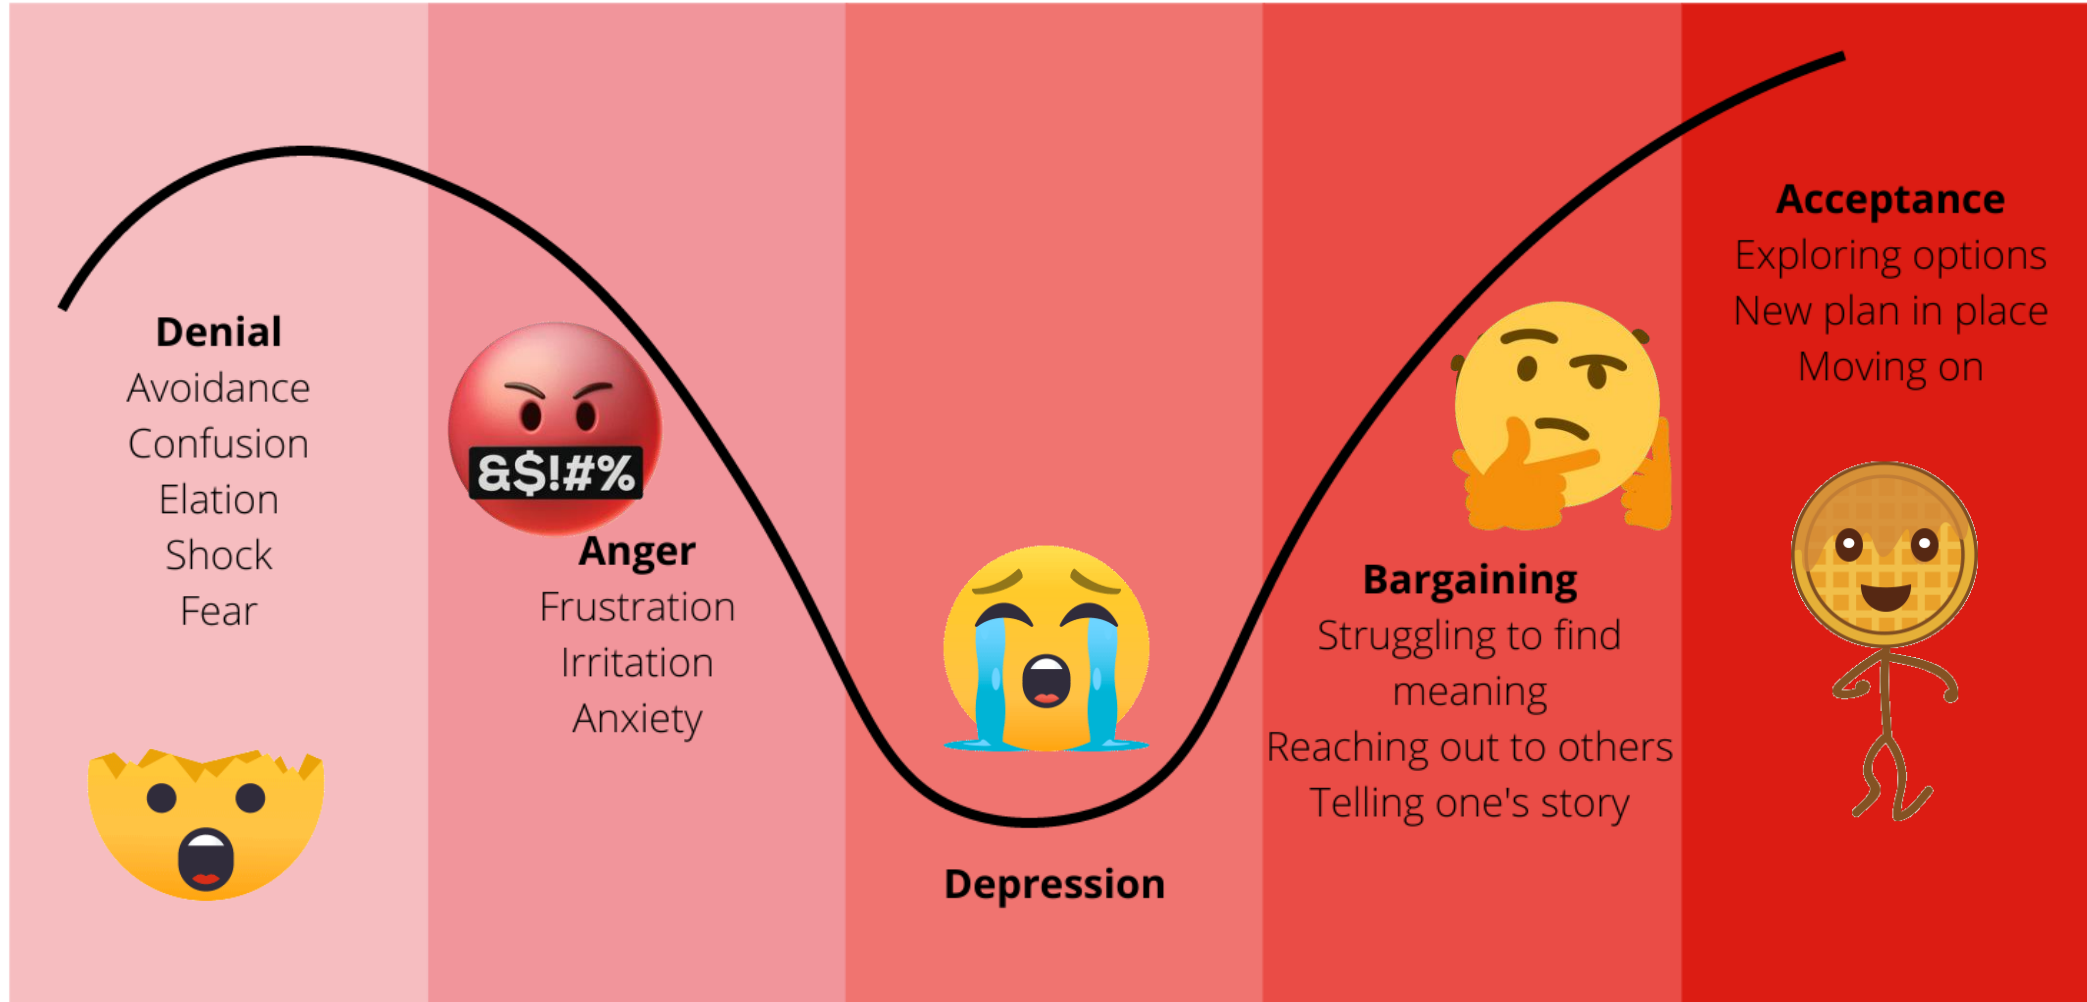 Denial
Avoidance
Confusion
Elation
Shock
Fear
&$!#%
Anger
Frustration
Irritation
Anxiety
Depression
Bargaining
Struggling to find
meaning
Reaching out to others
Telling one's story
Acceptance
Exploring options
New plan in place
Moving on